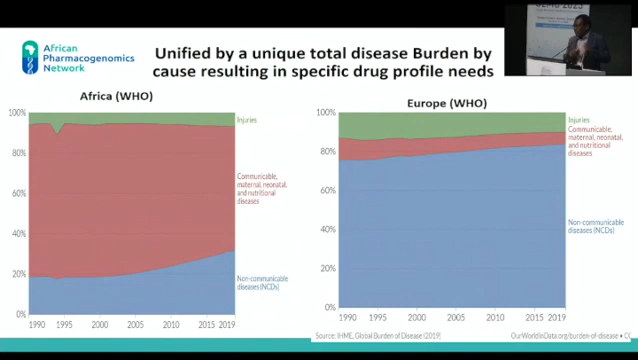 African
Pharmacogenomics
Network
Unified by a unique total disease Burden by
cause resulting in specific drug profile needs
Africa (WHO)
100%
80%
60%
40%
20%
0%
1990
1995
2000
2005
2010
2015
2019
Injuries
Communicable,
maternal, neonatal,
and nutritional
diseases
Non-communicable
diseases (NCDs)
Europe (WHO)
100%
80%
60%
40%
20%
0%
1990
1995
2000
2005
2010
2015
2019
Injuries
Communicable,
maternal, neonatal,
and nutritional
diseases
Non-communicable
diseases (NCDs)
Source: IHME, Global Burden of Disease (2019)
OurWorldInData.org/burden-of-disease • CC